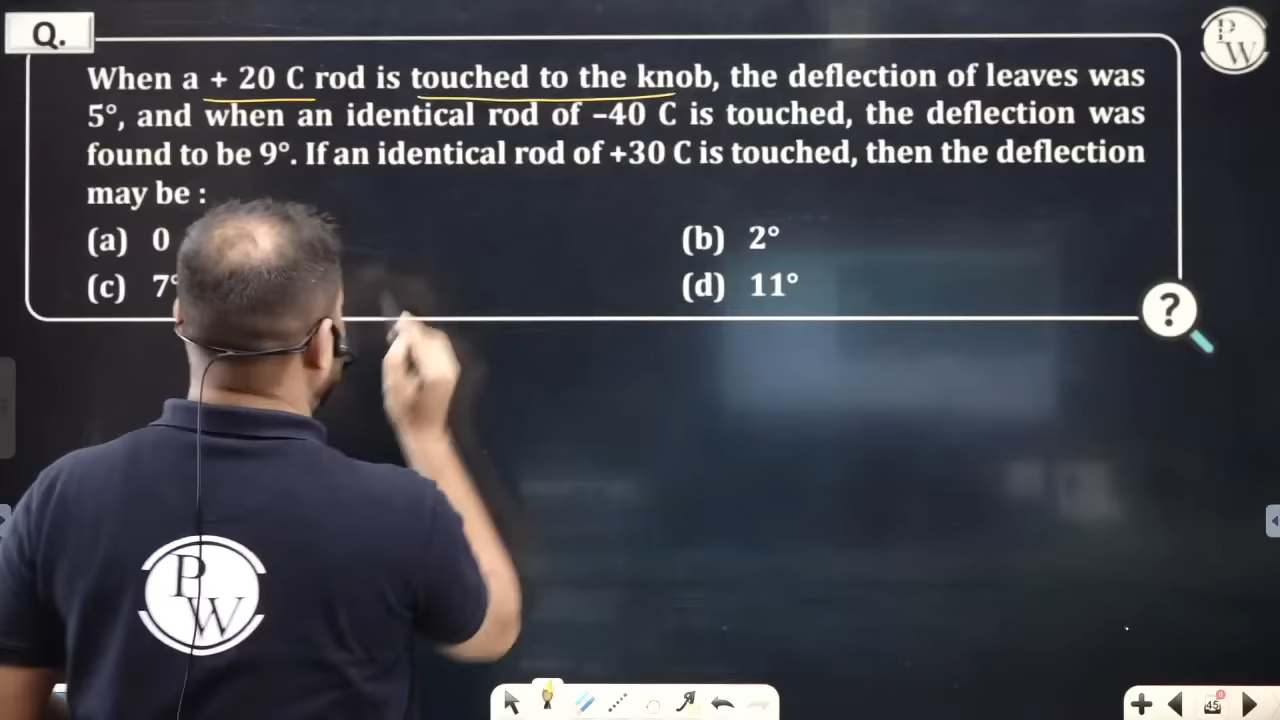 Q.
P
W
When a + 20 C rod is touched to the knob, the deflection of leaves was
5°, and when an identical rod of –40 C is touched, the deflection was
found to be 9°. If an identical rod of +30 C is touched, then the deflection
may be :
(a) 0
(b) 2°
(c) 7°
(d) 11°
?
P
W
45